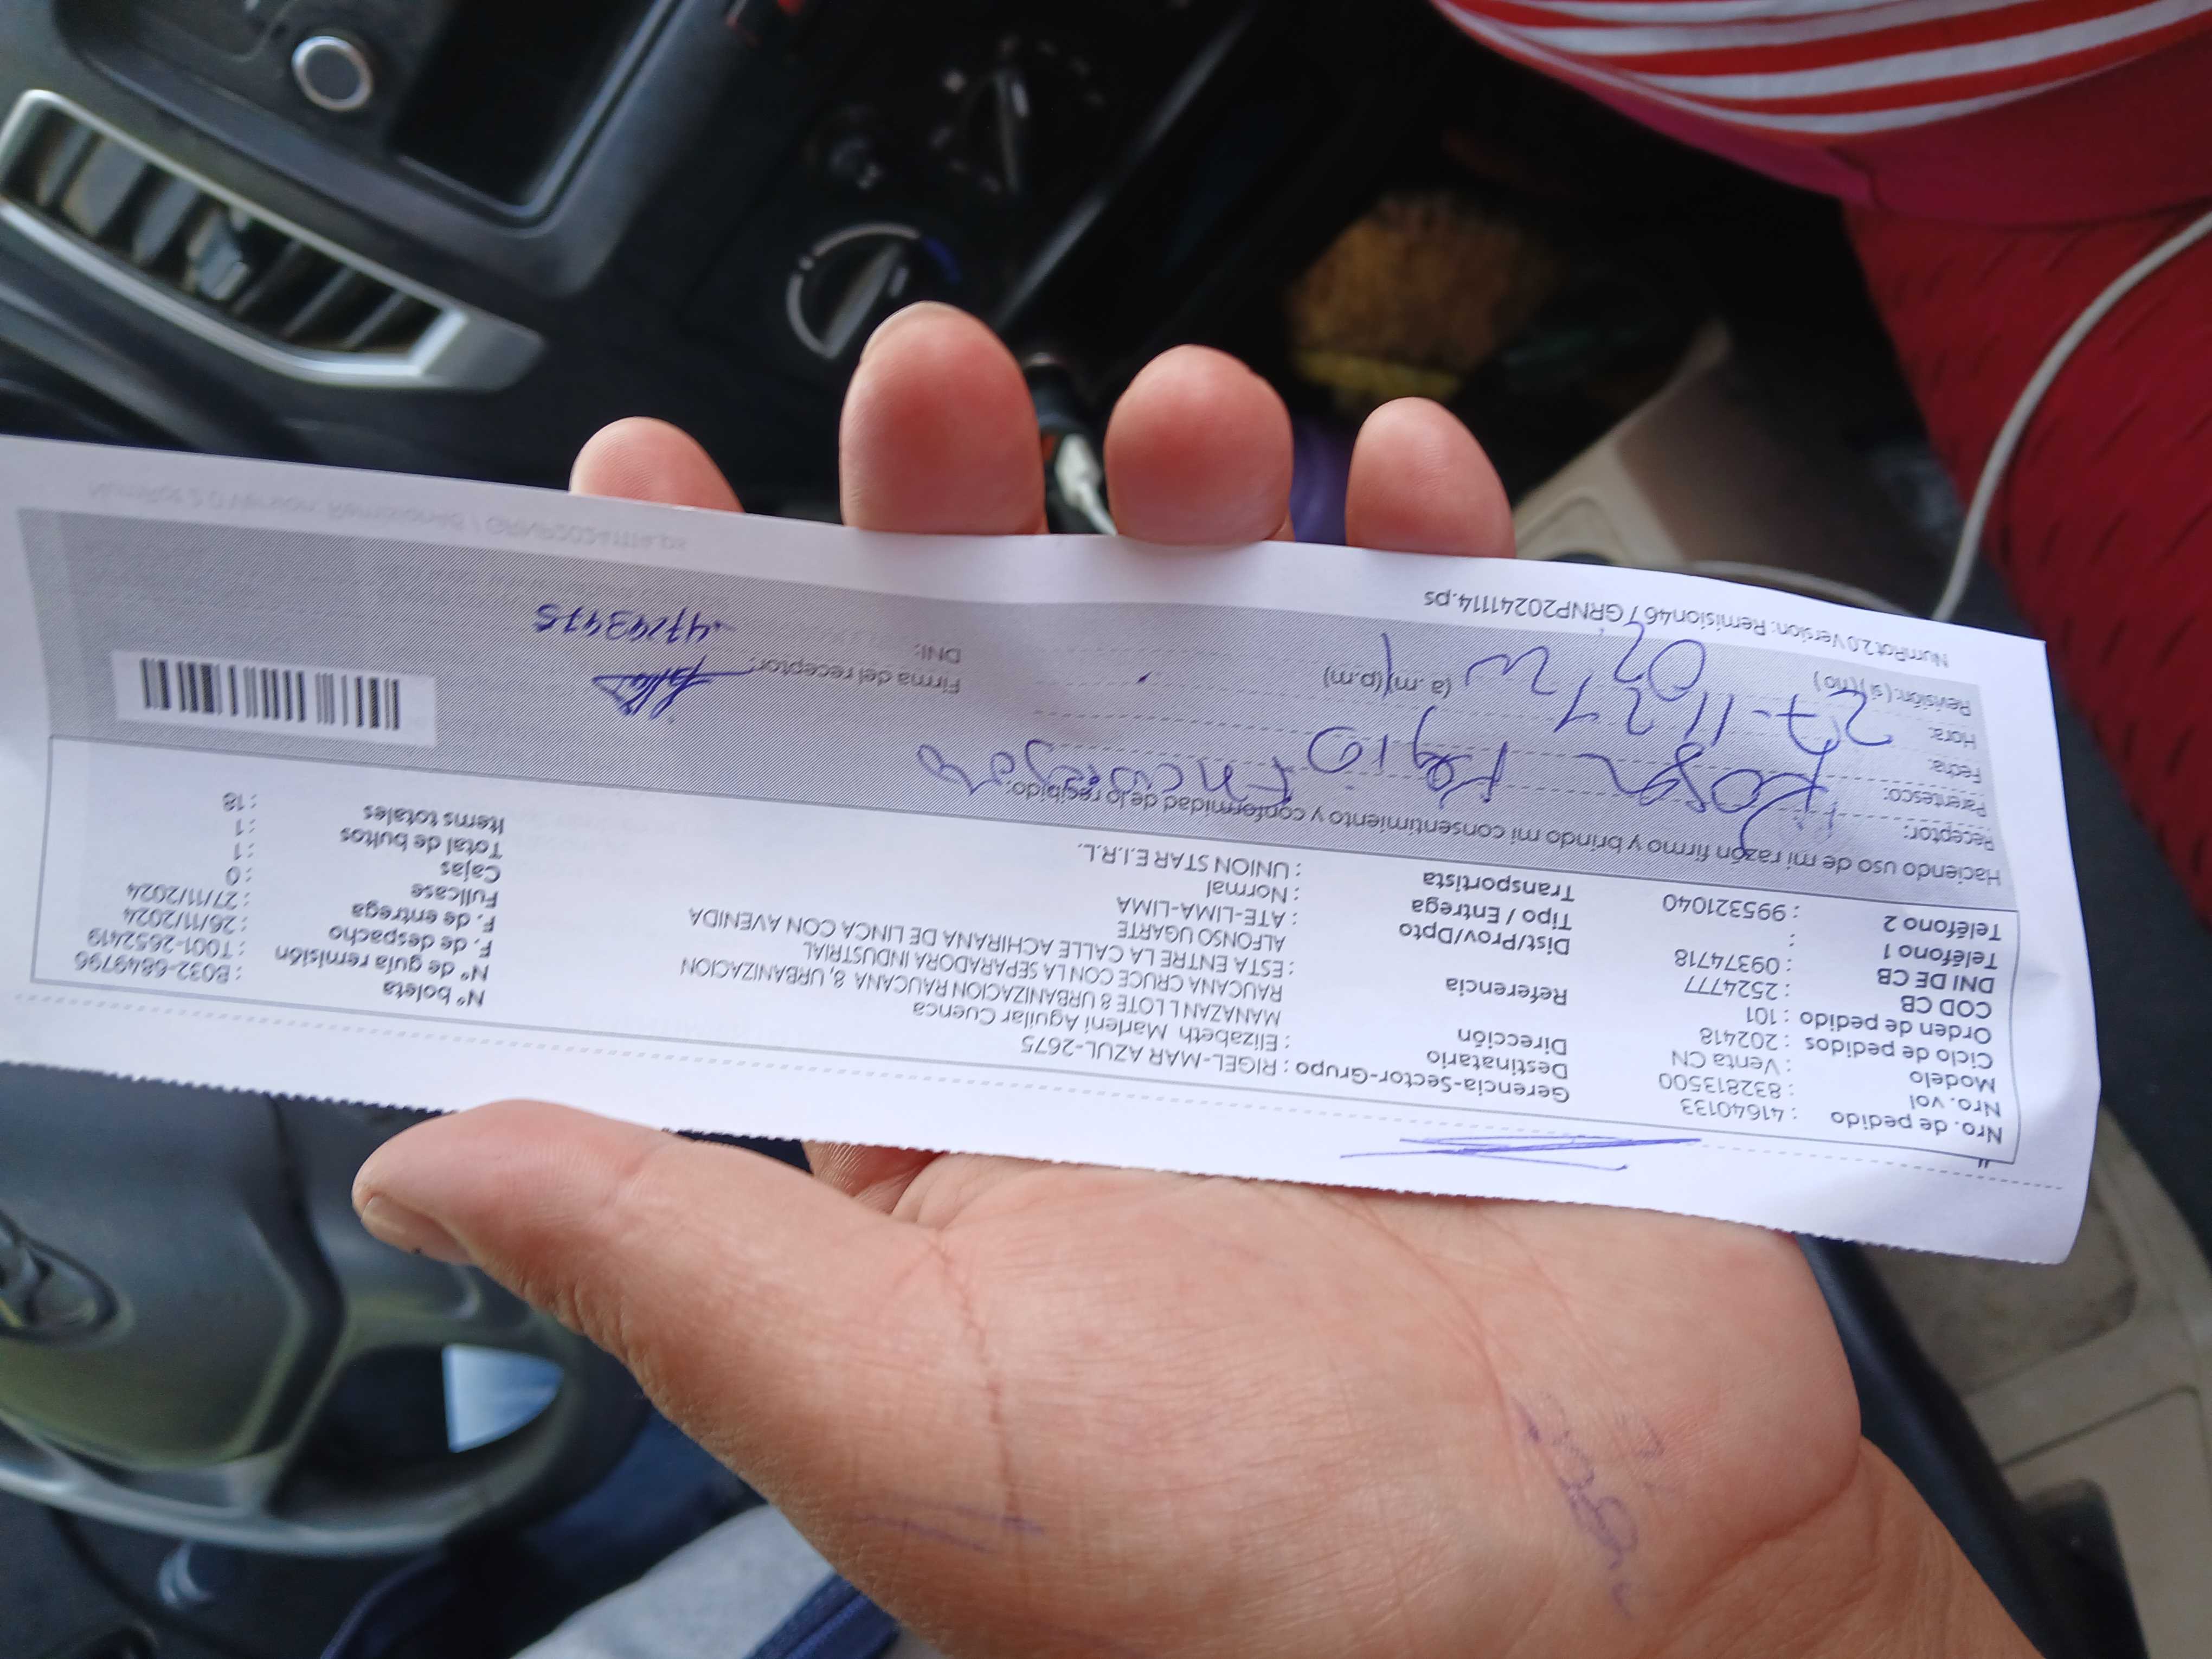 Nro. de pedido : 41640133
Nro. vol : 832813500
Modelo : Venta CN
Ciclo de pedidos : 202418
Orden de pedido : 101
COD CB : 2524777
DNI DE CB : 09374718
Teléfono 1 :
Teléfono 2 : 995321040
Gerencia-Sector-Grupo : RIGEL-MAR AZUL-2675
Destinatario : Elizabeth Marleni Aguilar Cuenca
Dirección MANAZAN L LOTE 8 URBANIZACION RAUCANA 8, URBANIZACION
RAUCANA CRUCE CON LA SEPARADORA INDUSTRIAL
Referencia : ESTA ENTRE LA CALLE ACHIRANA DE LINCA CON AVENIDA
ALFONSO UGARTE
Dist/Prov/Dpto : ATE-LIMA-LIMA
Tipo / Entrega : Normal
Transportista : UNION STAR E.I.R.L.
N° boleta : B032-6849796
N° de guía remisión : T001-2652419
F. de despacho : 26/11/2024
F. de entrega : 27/11/2024
Fullcase : 0
Cajas : 1
Total de bultos : 1
Items totales : 18
Haciendo uso de mi razón firmo y brindo mi consentimiento y conformidad de lo recibido:
Receptor: Rosa
Parentesco:
Fecha: 27-11-24
Hora: (a.m)(p.m)
Revisión: (si)(no)
Firma del receptor:
DNI: 47193475
NumRot 2.0 Version: Remision46 / GRNP20241114.ps